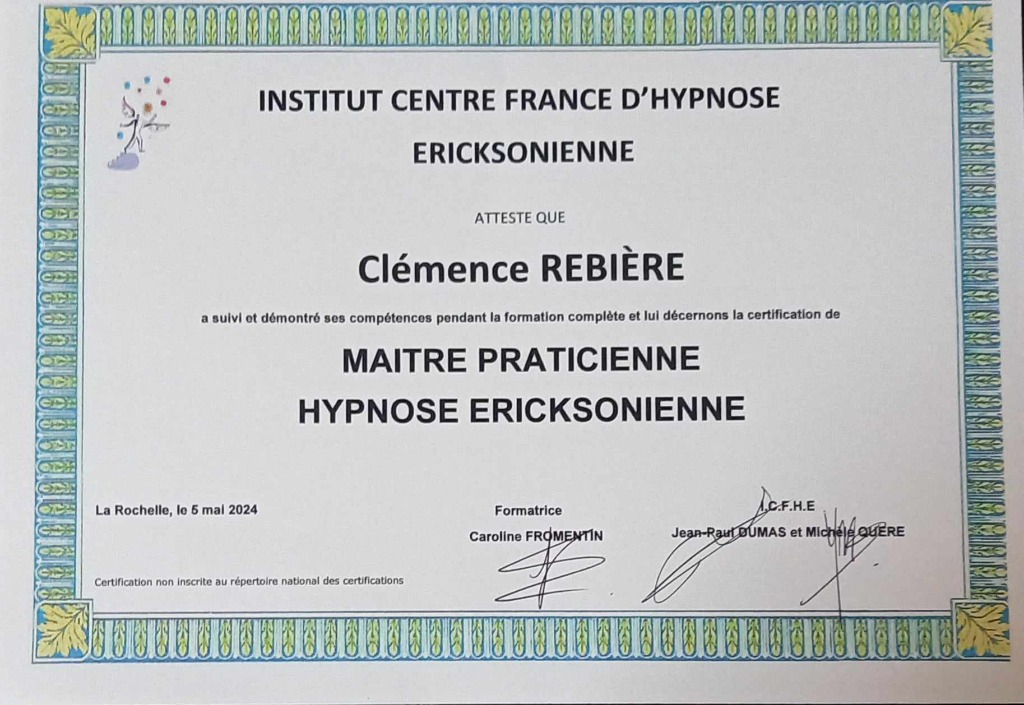 INSTITUT CENTRE FRANCE D'HYPNOSE
ERICKSONIENNE
ATTESTE QUE
Clémence REBIÈRE
a suivi et démontré ses compétences pendant la formation complète et lui décernons la certification de
MAITRE PRATICIENNE
HYPNOSE ERICKSONIENNE
La Rochelle, le 5 mai 2024
Formatrice
I.C.F.H.E
Caroline FROMENTIN
Jean-Paul DUMAS et Michèle QUÈRE
Certification non inscrite au répertoire national des certifications